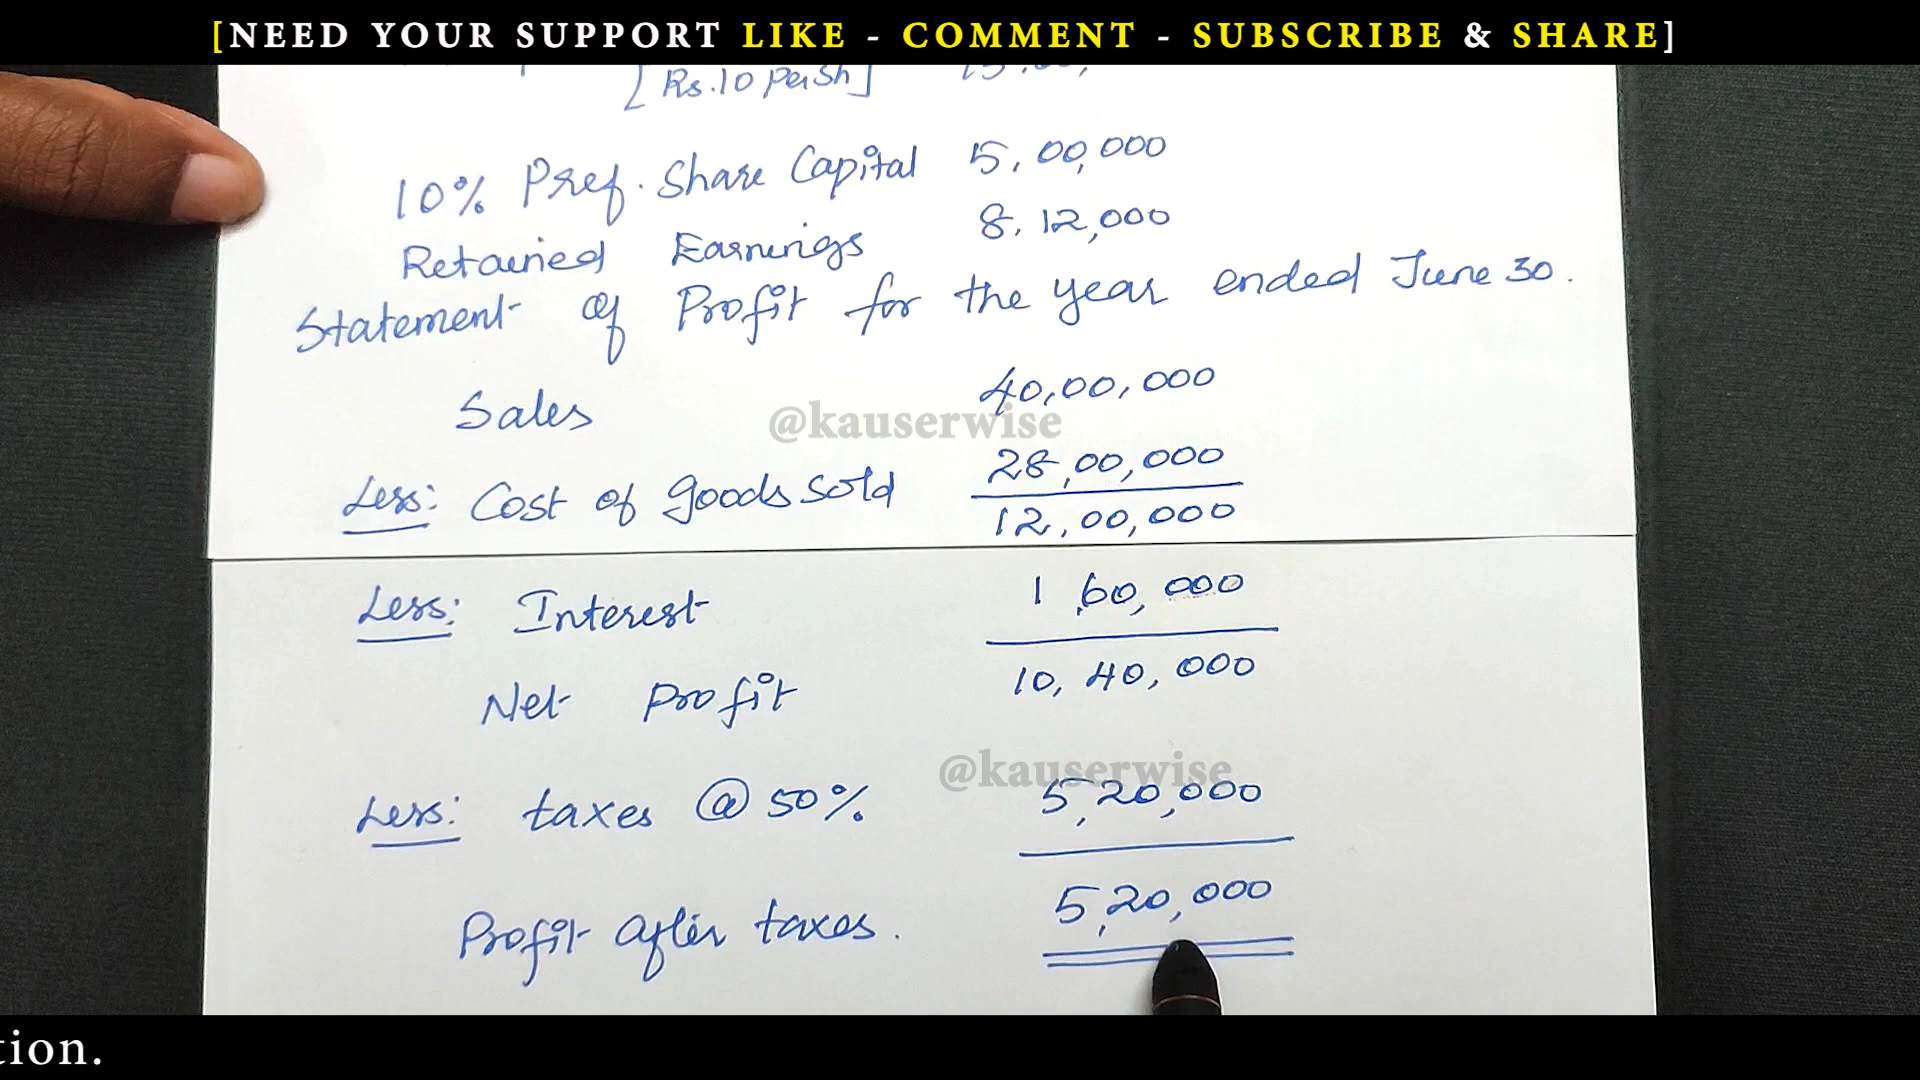 [NEED YOUR SUPPORT LIKE - COMMENT - SUBSCRIBE & SHARE]
[Rs.10 Per Sh]
10% Pref. Share Capital 5,00,000
Retained Earnings 8,12,000
Statement of Profit for the year ended June 30.
Sales 40,00,000
@kauserwise
Less: Cost of goods sold 28,00,000
12,00,000
Less: Interest 1,60,000
Net Profit 10,40,000
@kauserwise
Less: taxes @ 50% 5,20,000
Profit after taxes. 5,20,000
tion.